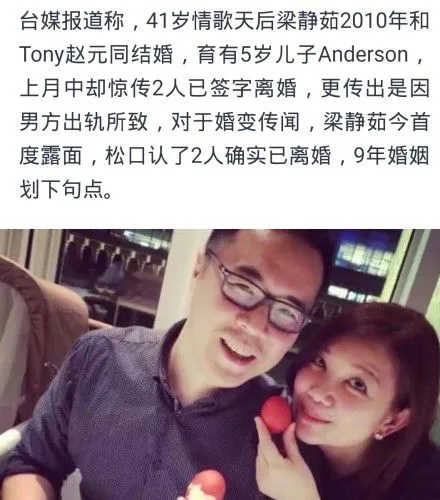 台媒报道称，41岁情歌天后梁静茹2010年和
Tony赵元同结婚，育有5岁儿子Anderson，
上月中却惊传2人已签字离婚，更传出是因
男方出轨所致，对于婚变传闻，梁静茹今首
度露面，松口认了2人确实已离婚，9年婚姻
划下句点。